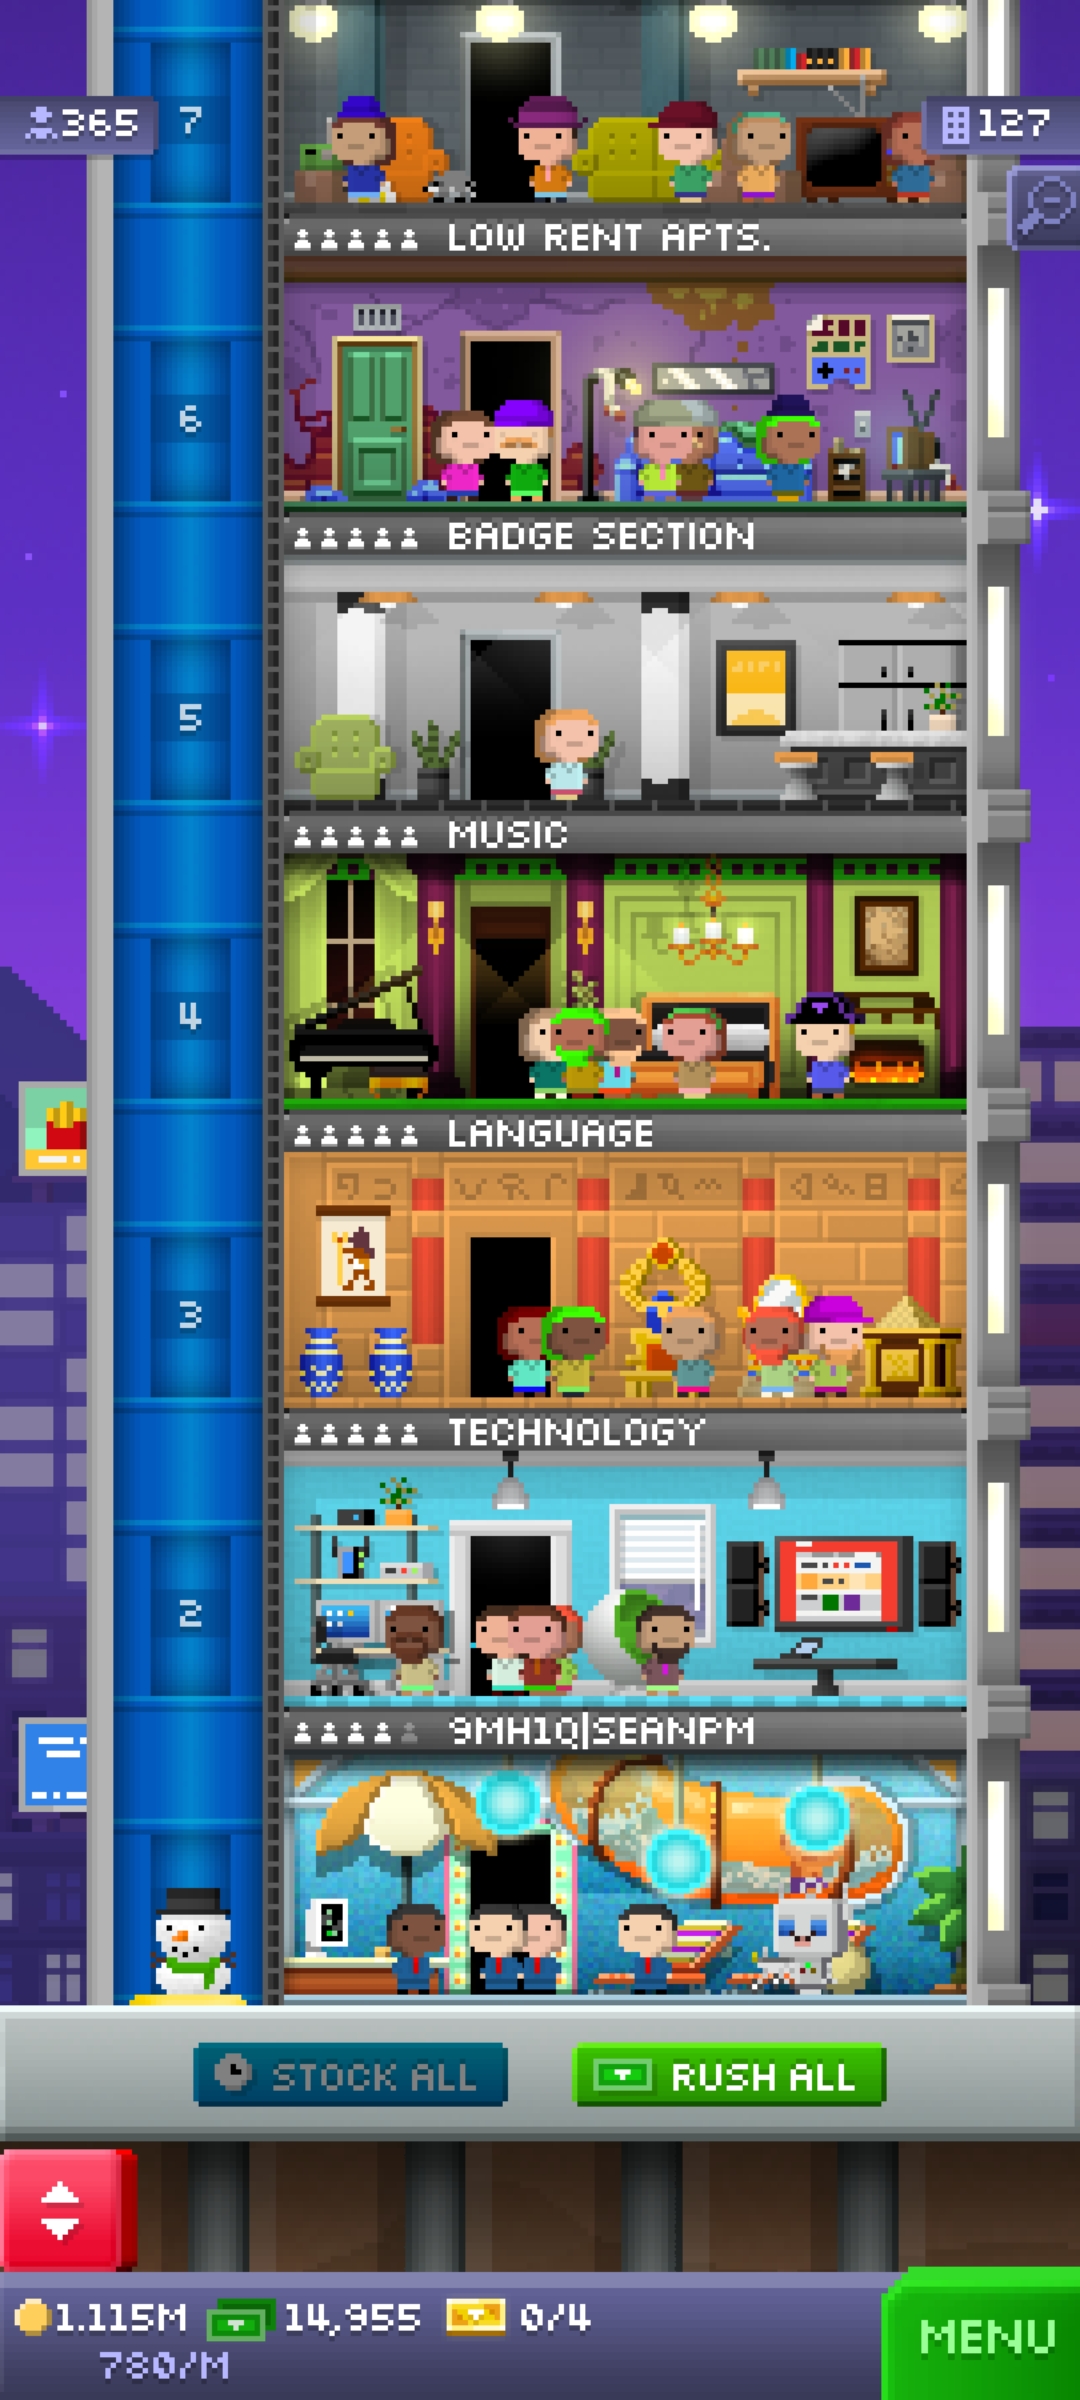 365
7
127
LOW RENT APTS.
6
BADGE SECTION
5
MUSIC
4
LANGUAGE
3
TECHNOLOGY
2
9MH1Q|SEANPM
STOCK ALL
RUSH ALL
1.115M
14,955
0/4
780/M
MENU